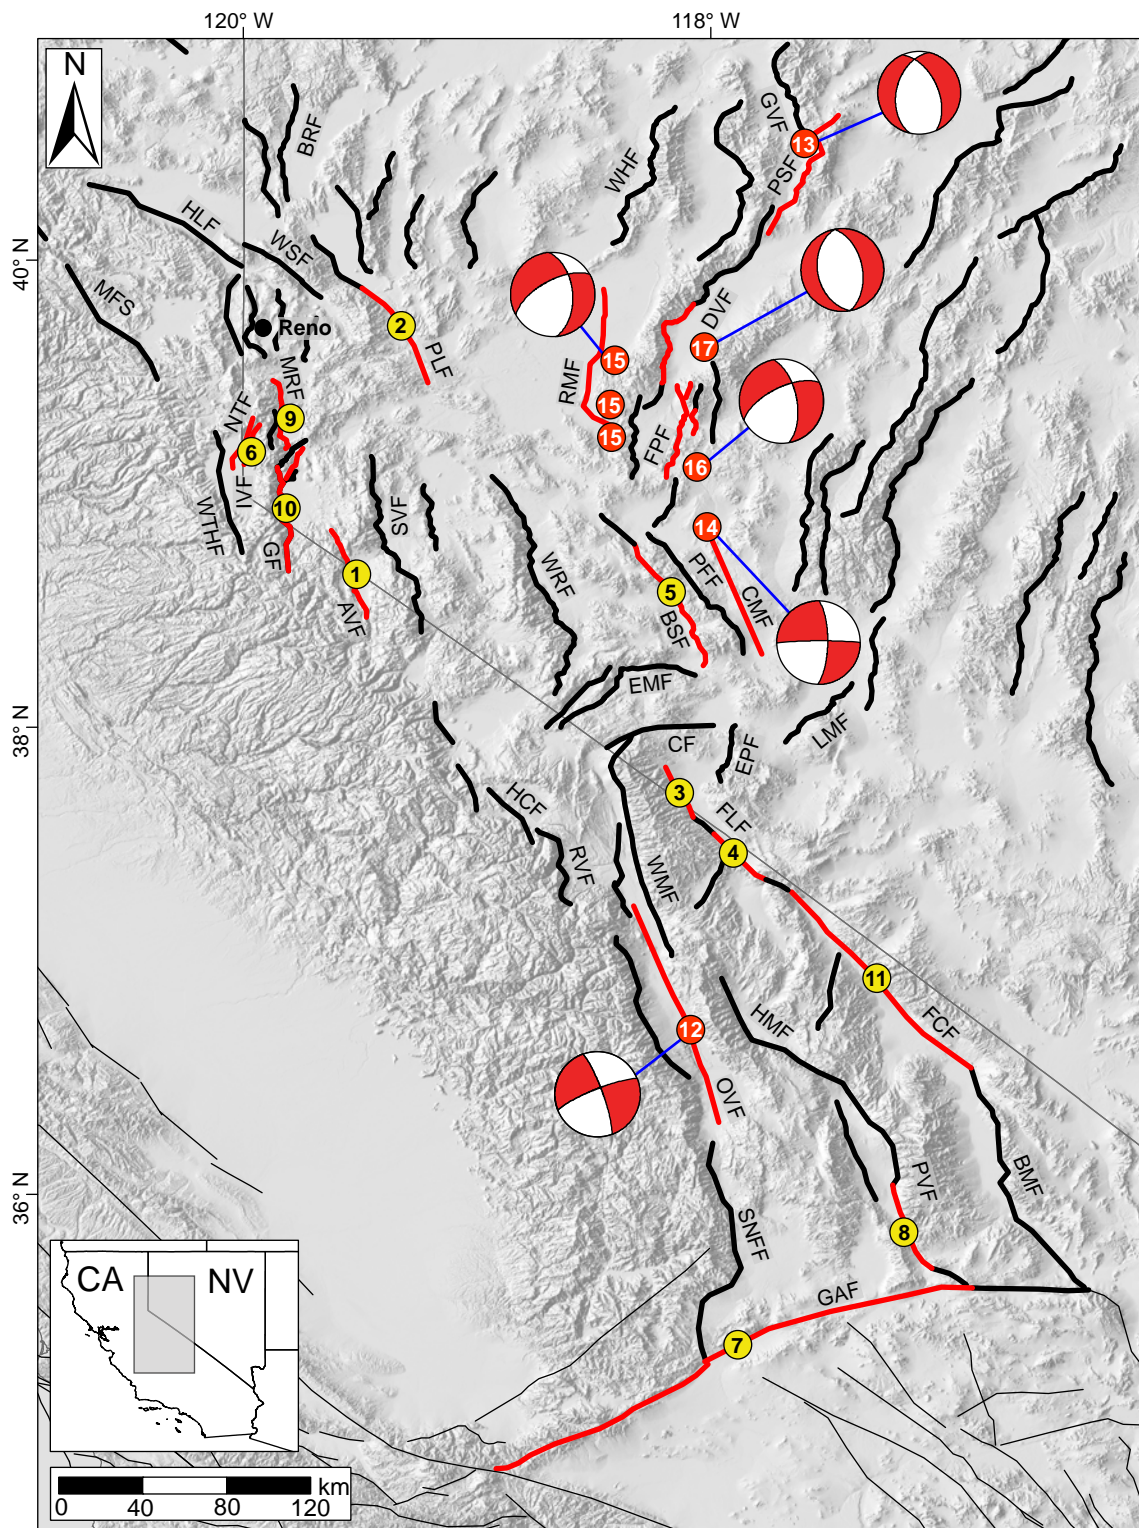 120° W
118° W
N
40° N
38° N
36° N
BRF
WHF
GVF
13
PSF
HLF
WSF
MFS
Reno
2
PLF
DVF
17
15
RMF
15
15
MRF
NTF
9
6
IVF
10
WTHF
GF
SVF
FPF
16
14
1
AVF
WRF
PFF
5
BSF
CMF
EMF
CF
EPF
LMF
3
HCF
FLF
4
RVF
WMF
11
HMF
FCF
12
OVF
PVF
BMF
SNFF
8
GAF
7
CA
NV
km
0
40
80
120